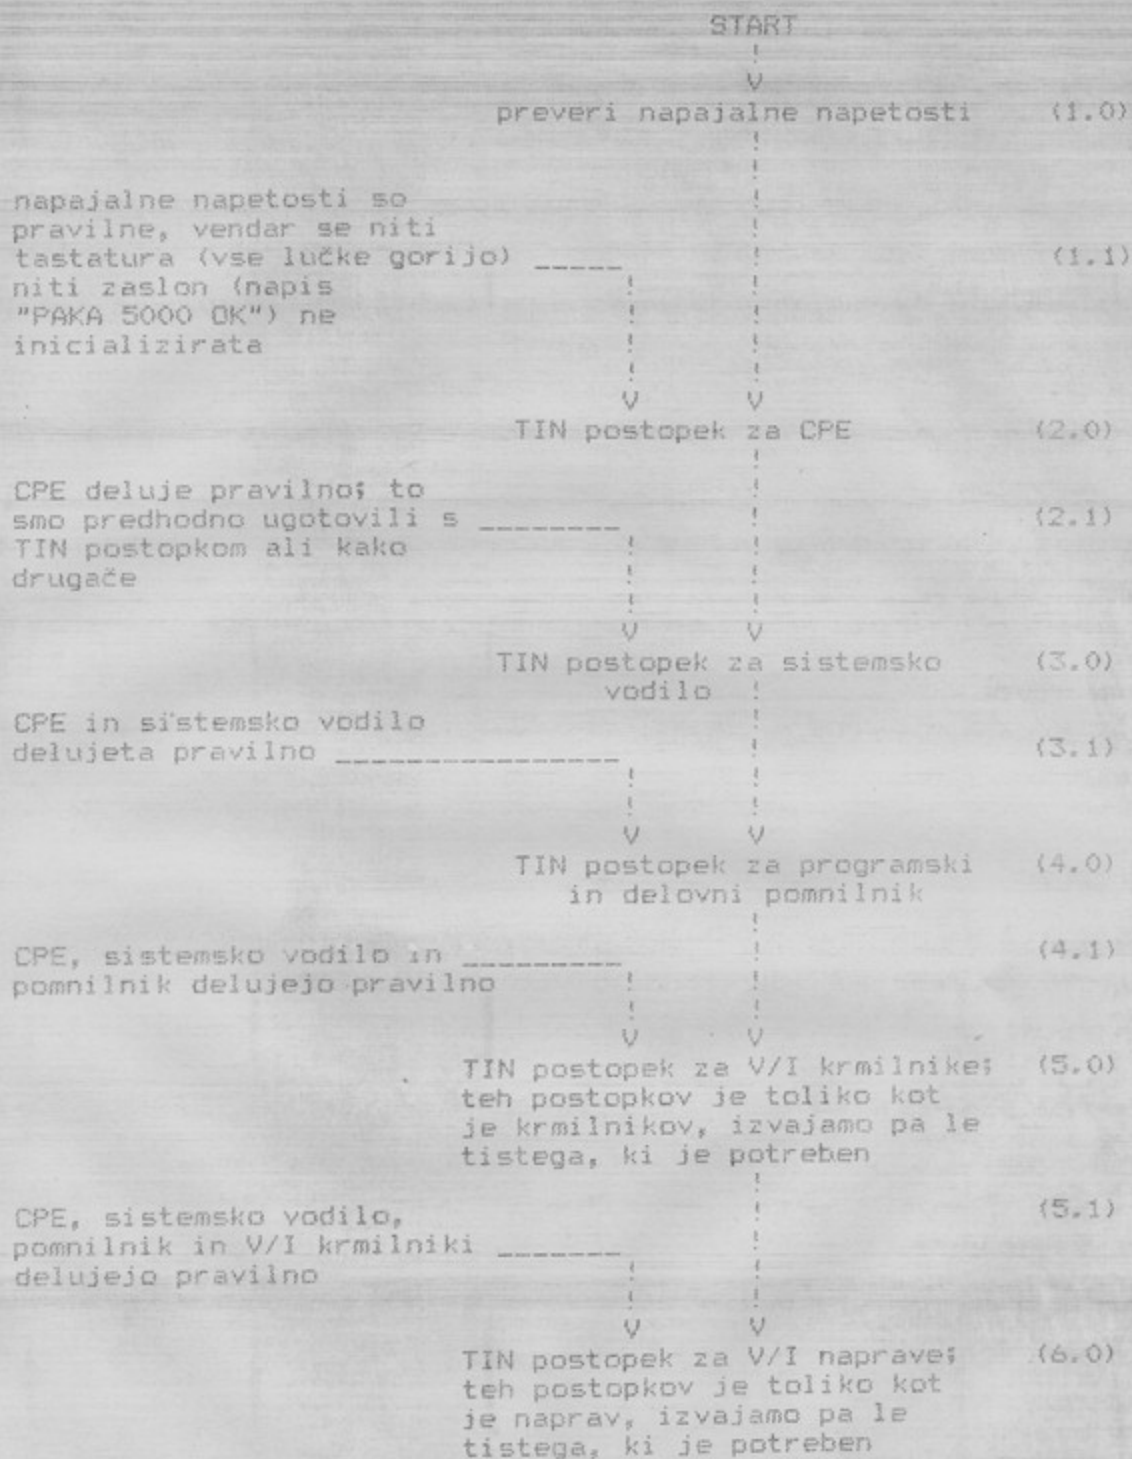 START
!
V
preveri napajalne napetosti (1.0)
!
!
napajalne napetosti so !
pravilne, vendar se niti !
tastatura (vse lučke gorijo) _____ ! (1.1)
niti zaslon (napis ! !
"PAKA 5000 OK") ne ! !
inicializirata ! !
! !
V V
TIN postopek za CPE (2.0)
!
CPE deluje pravilno; to !
smo predhodno ugotovili s ________ ! (2.1)
TIN postopkom ali kako ! !
drugače ! !
! !
V V
TIN postopek za sistemsko (3.0)
vodilo !
CPE in sistemsko vodilo !
delujeta pravilno ________________ ! (3.1)
! !
! !
V V
TIN postopek za programski (4.0)
in delovni pomnilnik
!
CPE, sistemsko vodilo in _________ ! (4.1)
pomnilnik delujejo pravilno ! !
! !
V V
TIN postopek za V/I krmilnike; (5.0)
teh postopkov je toliko kot
je krmilnikov, izvajamo pa le
tistega, ki je potreben
!
CPE, sistemsko vodilo, ! (5.1)
pomnilnik in V/I krmilniki _______ !
delujejo pravilno ! !
! !
V V
TIN postopek za V/I naprave; (6.0)
teh postopkov je toliko kot
je naprav, izvajamo pa le
tistega, ki je potreben